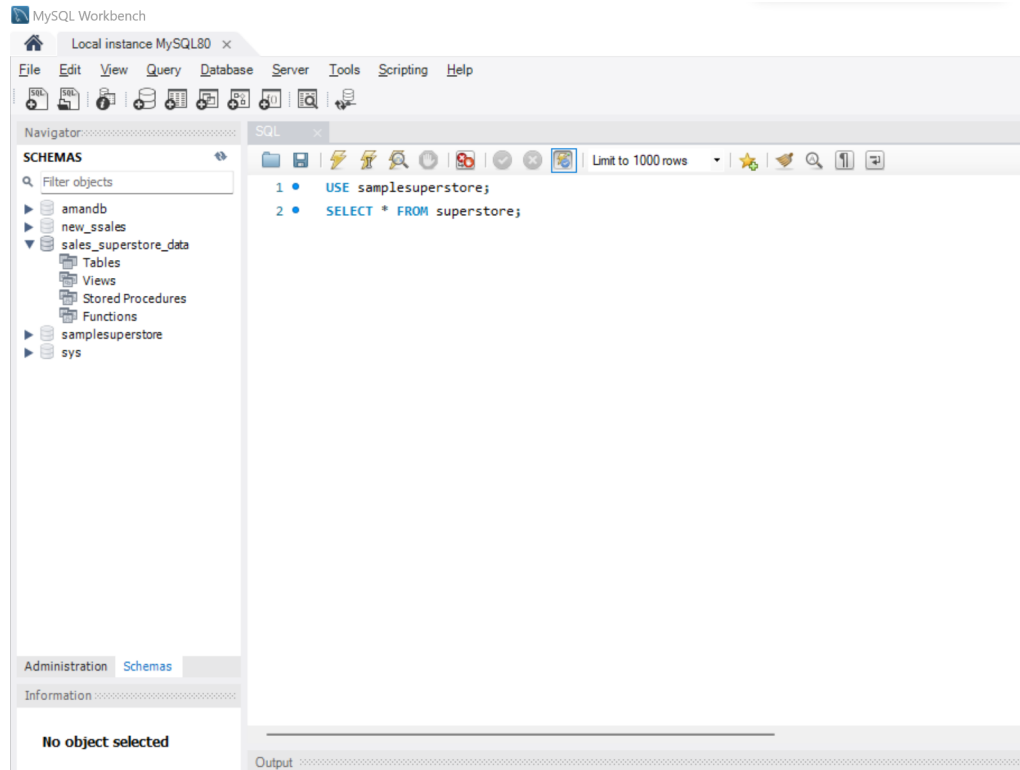 MySQL Workbench
Local instance MySQL80
File Edit View Query Database Server Tools Scripting Help
Navigator
SCHEMAS
Filter objects
amandb
new_ssales
sales_superstore_data
Tables
Views
Stored Procedures
Functions
samplesuperstore
sys
Administration Schemas
Information
No object selected
SQL
Limit to 1000 rows
1 USE samplesuperstore;
2 SELECT * FROM superstore;
Output